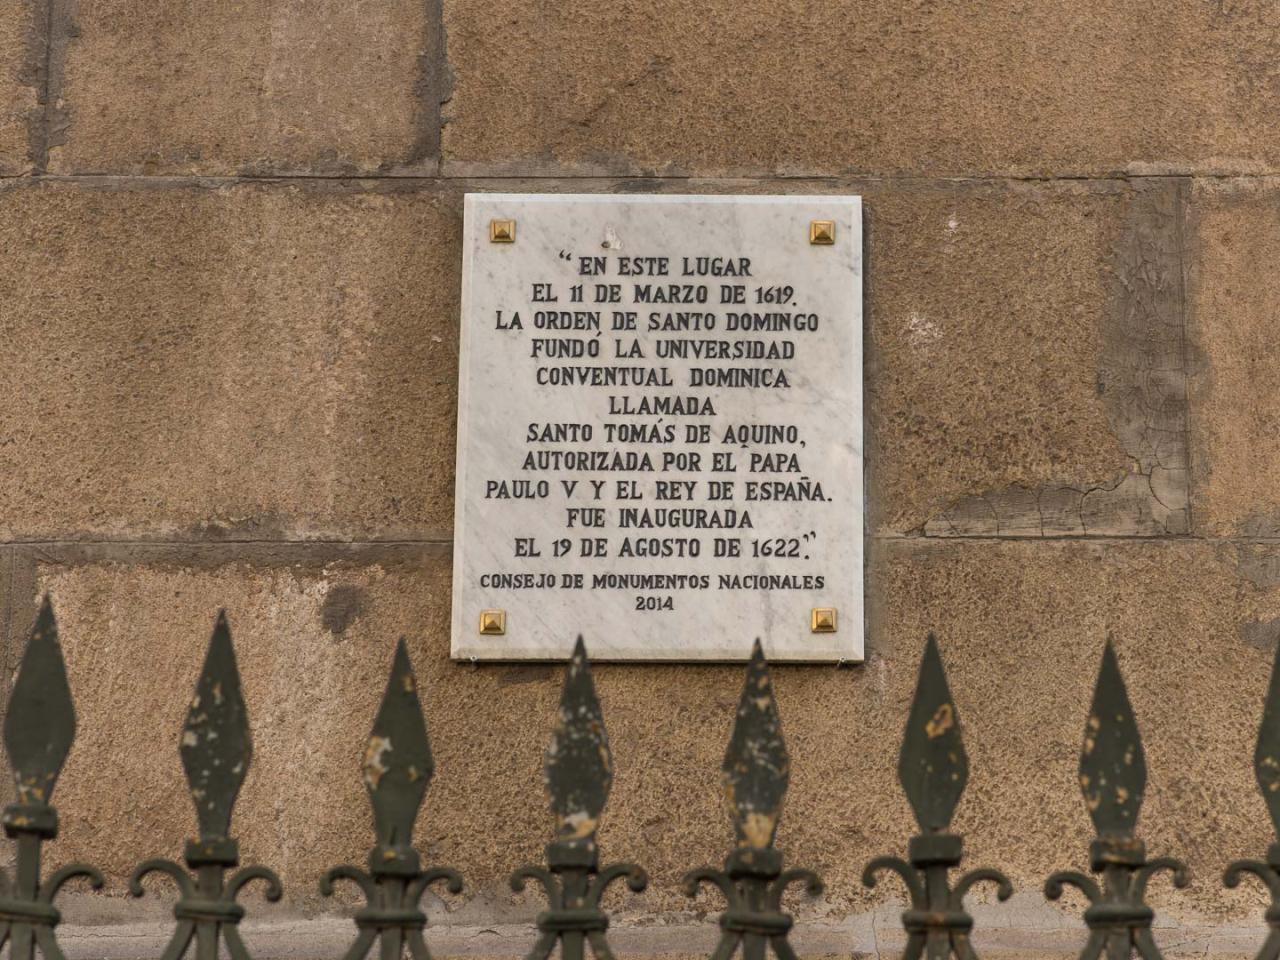 “EN ESTE LUGAR
EL 11 DE MARZO DE 1619.
LA ORDEN DE SANTO DOMINGO
FUNDÓ LA UNIVERSIDAD
CONVENTUAL DOMINICA
LLAMADA
SANTO TOMÁS DE AQUINO,
AUTORIZADA POR EL PAPA
PAULO V Y EL REY DE ESPAÑA.
FUE INAUGURADA
EL 19 DE AGOSTO DE 1622.”
CONSEJO DE MONUMENTOS NACIONALES
2014